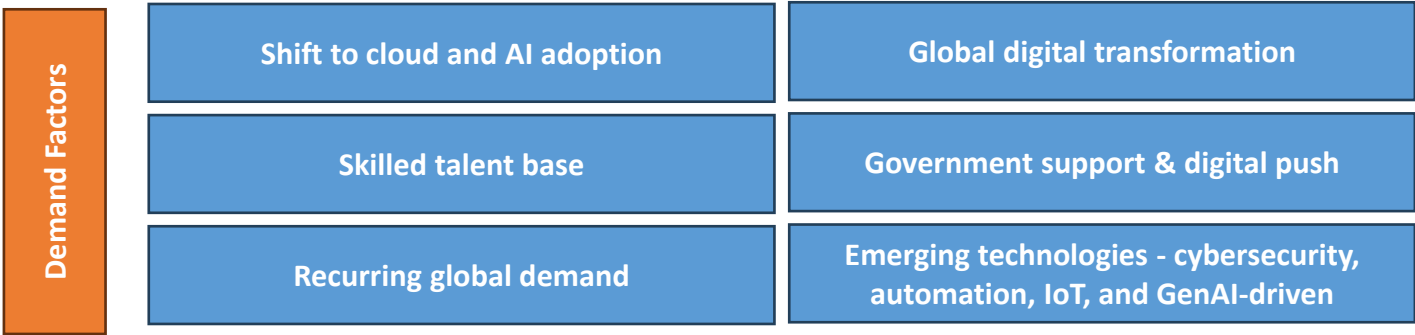 Demand Factors
Shift to cloud and AI adoption
Global digital transformation
Skilled talent base
Government support & digital push
Recurring global demand
Emerging technologies - cybersecurity,
automation, IoT, and GenAI-driven